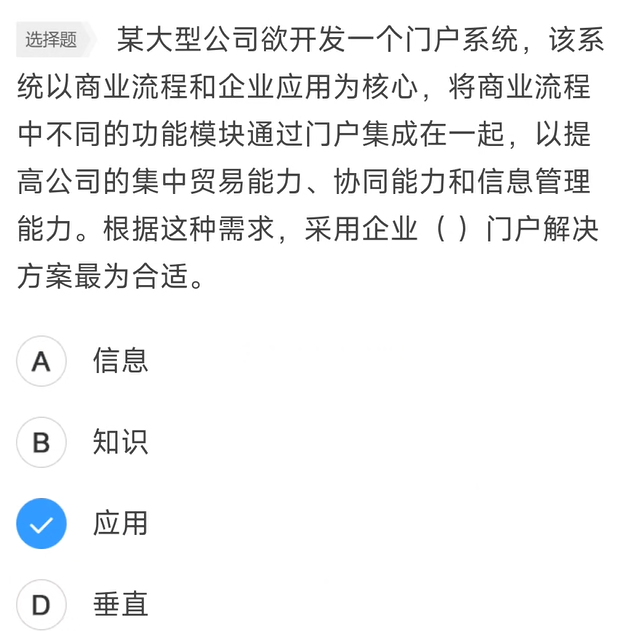 选择题 某大型公司欲开发一个门户系统，该系
统以商业流程和企业应用为核心，将商业流程
中不同的功能模块通过门户集成在一起，以提
高公司的集中贸易能力、协同能力和信息管理
能力。根据这种需求，采用企业（ ）门户解决
方案最为合适。
A 信息
B 知识
应用
D 垂直